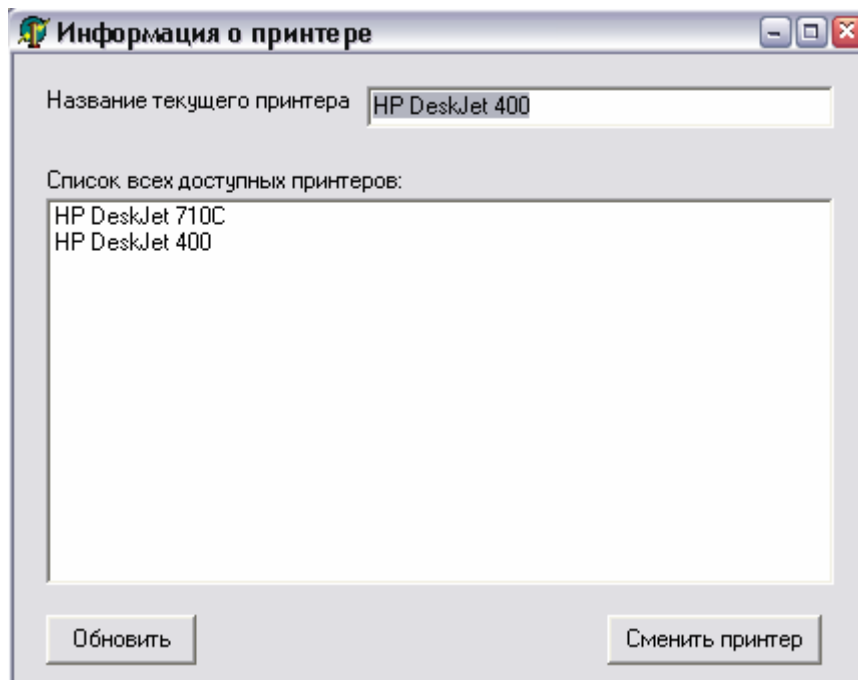 Информация о принтере
Название текущего принтера HP DeskJet 400
Список всех доступных принтеров:
HP DeskJet 710C
HP DeskJet 400
Обновить Сменить принтер